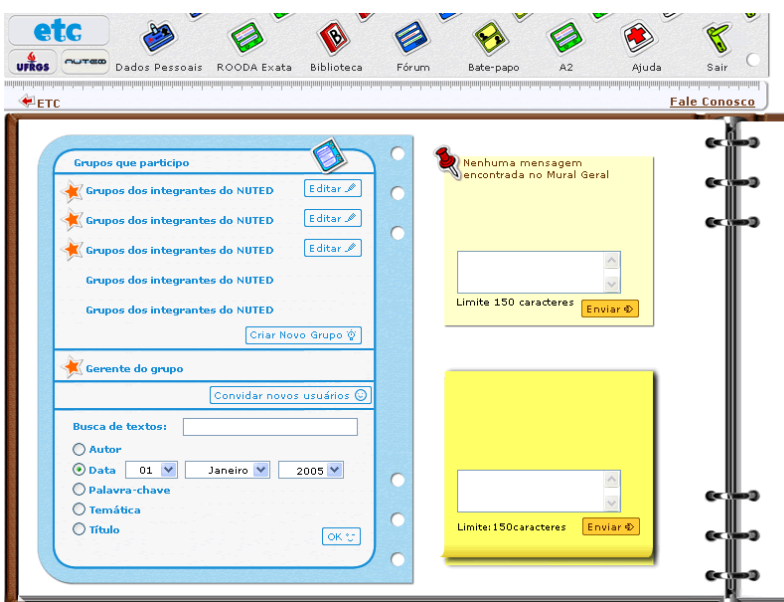 etc
UFRGS
NUTED
Dados Pessoais
ROODA Exata
Biblioteca
Fórum
Bate-papo
A2
Ajuda
Sair
ETC
Fale Conosco
Grupos que participo
Grupos dos integrantes do NUTED
Editar
Grupos dos integrantes do NUTED
Editar
Grupos dos integrantes do NUTED
Editar
Grupos dos integrantes do NUTED
Grupos dos integrantes do NUTED
Criar Novo Grupo
Gerente do grupo
Convidar novos usuários
Busca de textos:
Autor
Data 01 Janeiro 2005
Palavra-chave
Temática
Título
OK
Nenhuma mensagem
encontrada no Mural Geral
Limite 150 caracteres
Enviar
Limite:150caracteres
Enviar